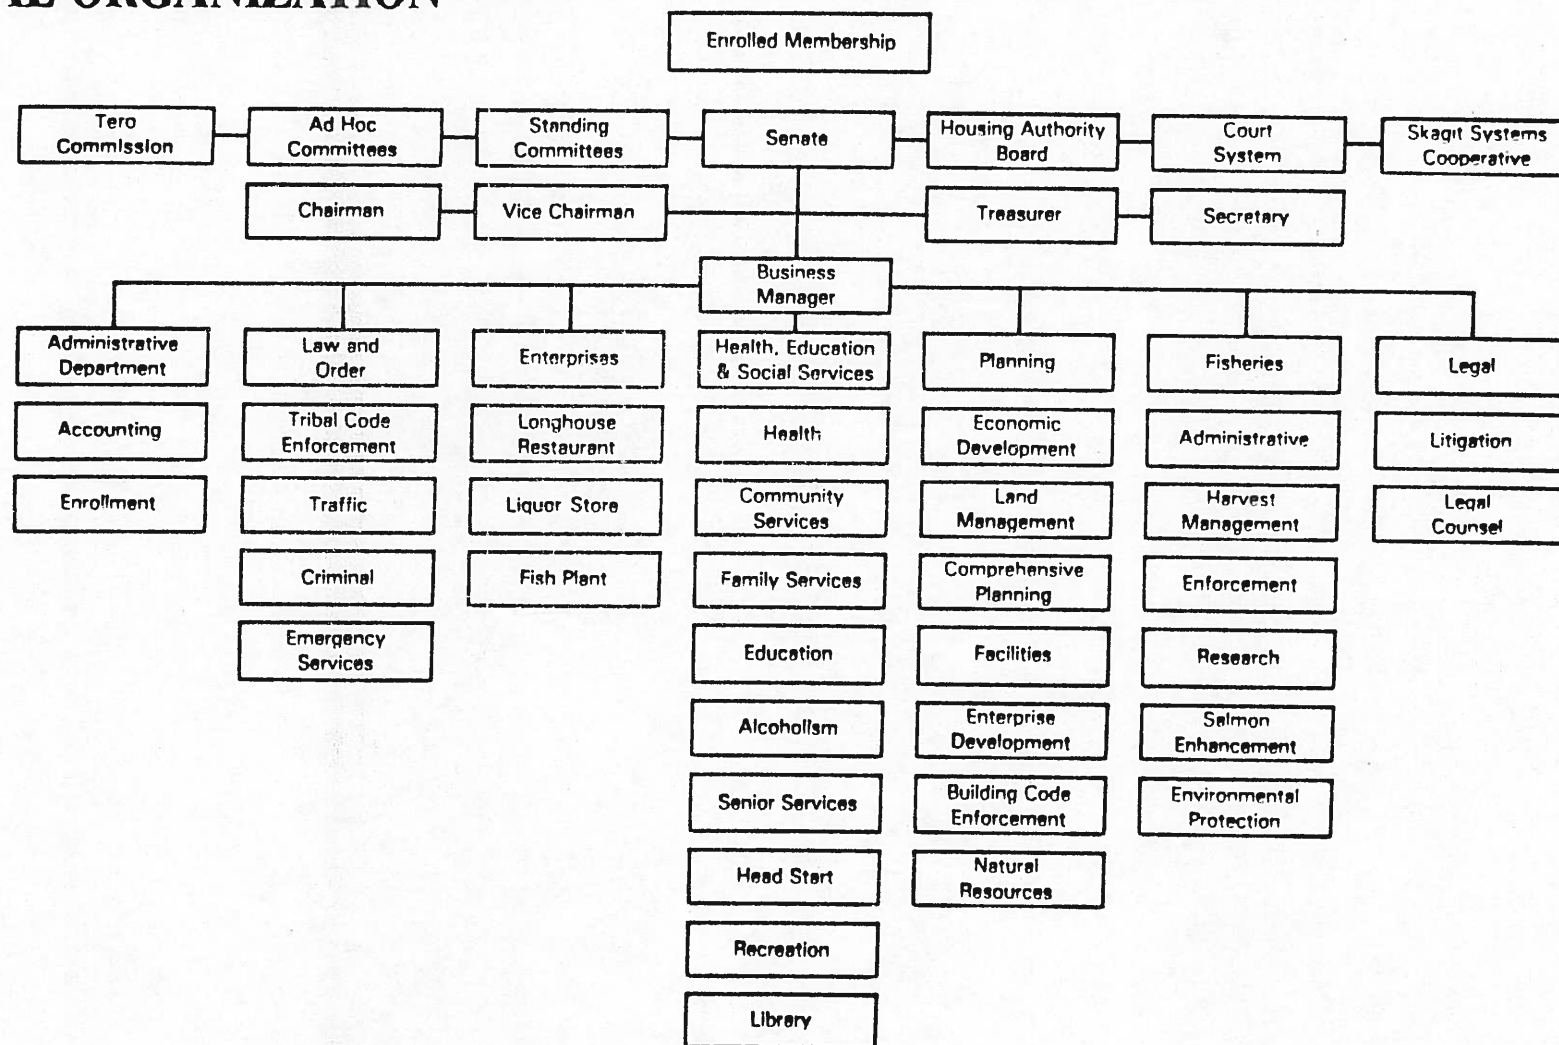 ORGANIZATION
Enrolled Membership
Tero
Commission
Ad Hoc
Committees
Standing
Committees
Senate
Housing Authority
Board
Court
System
Skagit Systems
Cooperative
Chairman
Vice Chairman
Treasurer
Secretary
Business
Manager
Administrative
Department
Law and
Order
Enterprises
Health, Education
& Social Services
Planning
Fisheries
Legal
Accounting
Tribal Code
Enforcement
Longhouse
Restaurant
Health
Economic
Development
Administrative
Litigation
Enrollment
Traffic
Liquor Store
Community
Services
Land
Management
Harvest
Management
Legal
Counsel
Criminal
Fish Plant
Family Services
Comprehensive
Planning
Enforcement
Emergency
Services
Education
Facilities
Research
Alcoholism
Enterprise
Development
Salmon
Enhancement
Senior Services
Building Code
Enforcement
Environmental
Protection
Head Start
Natural
Resources
Recreation
Library